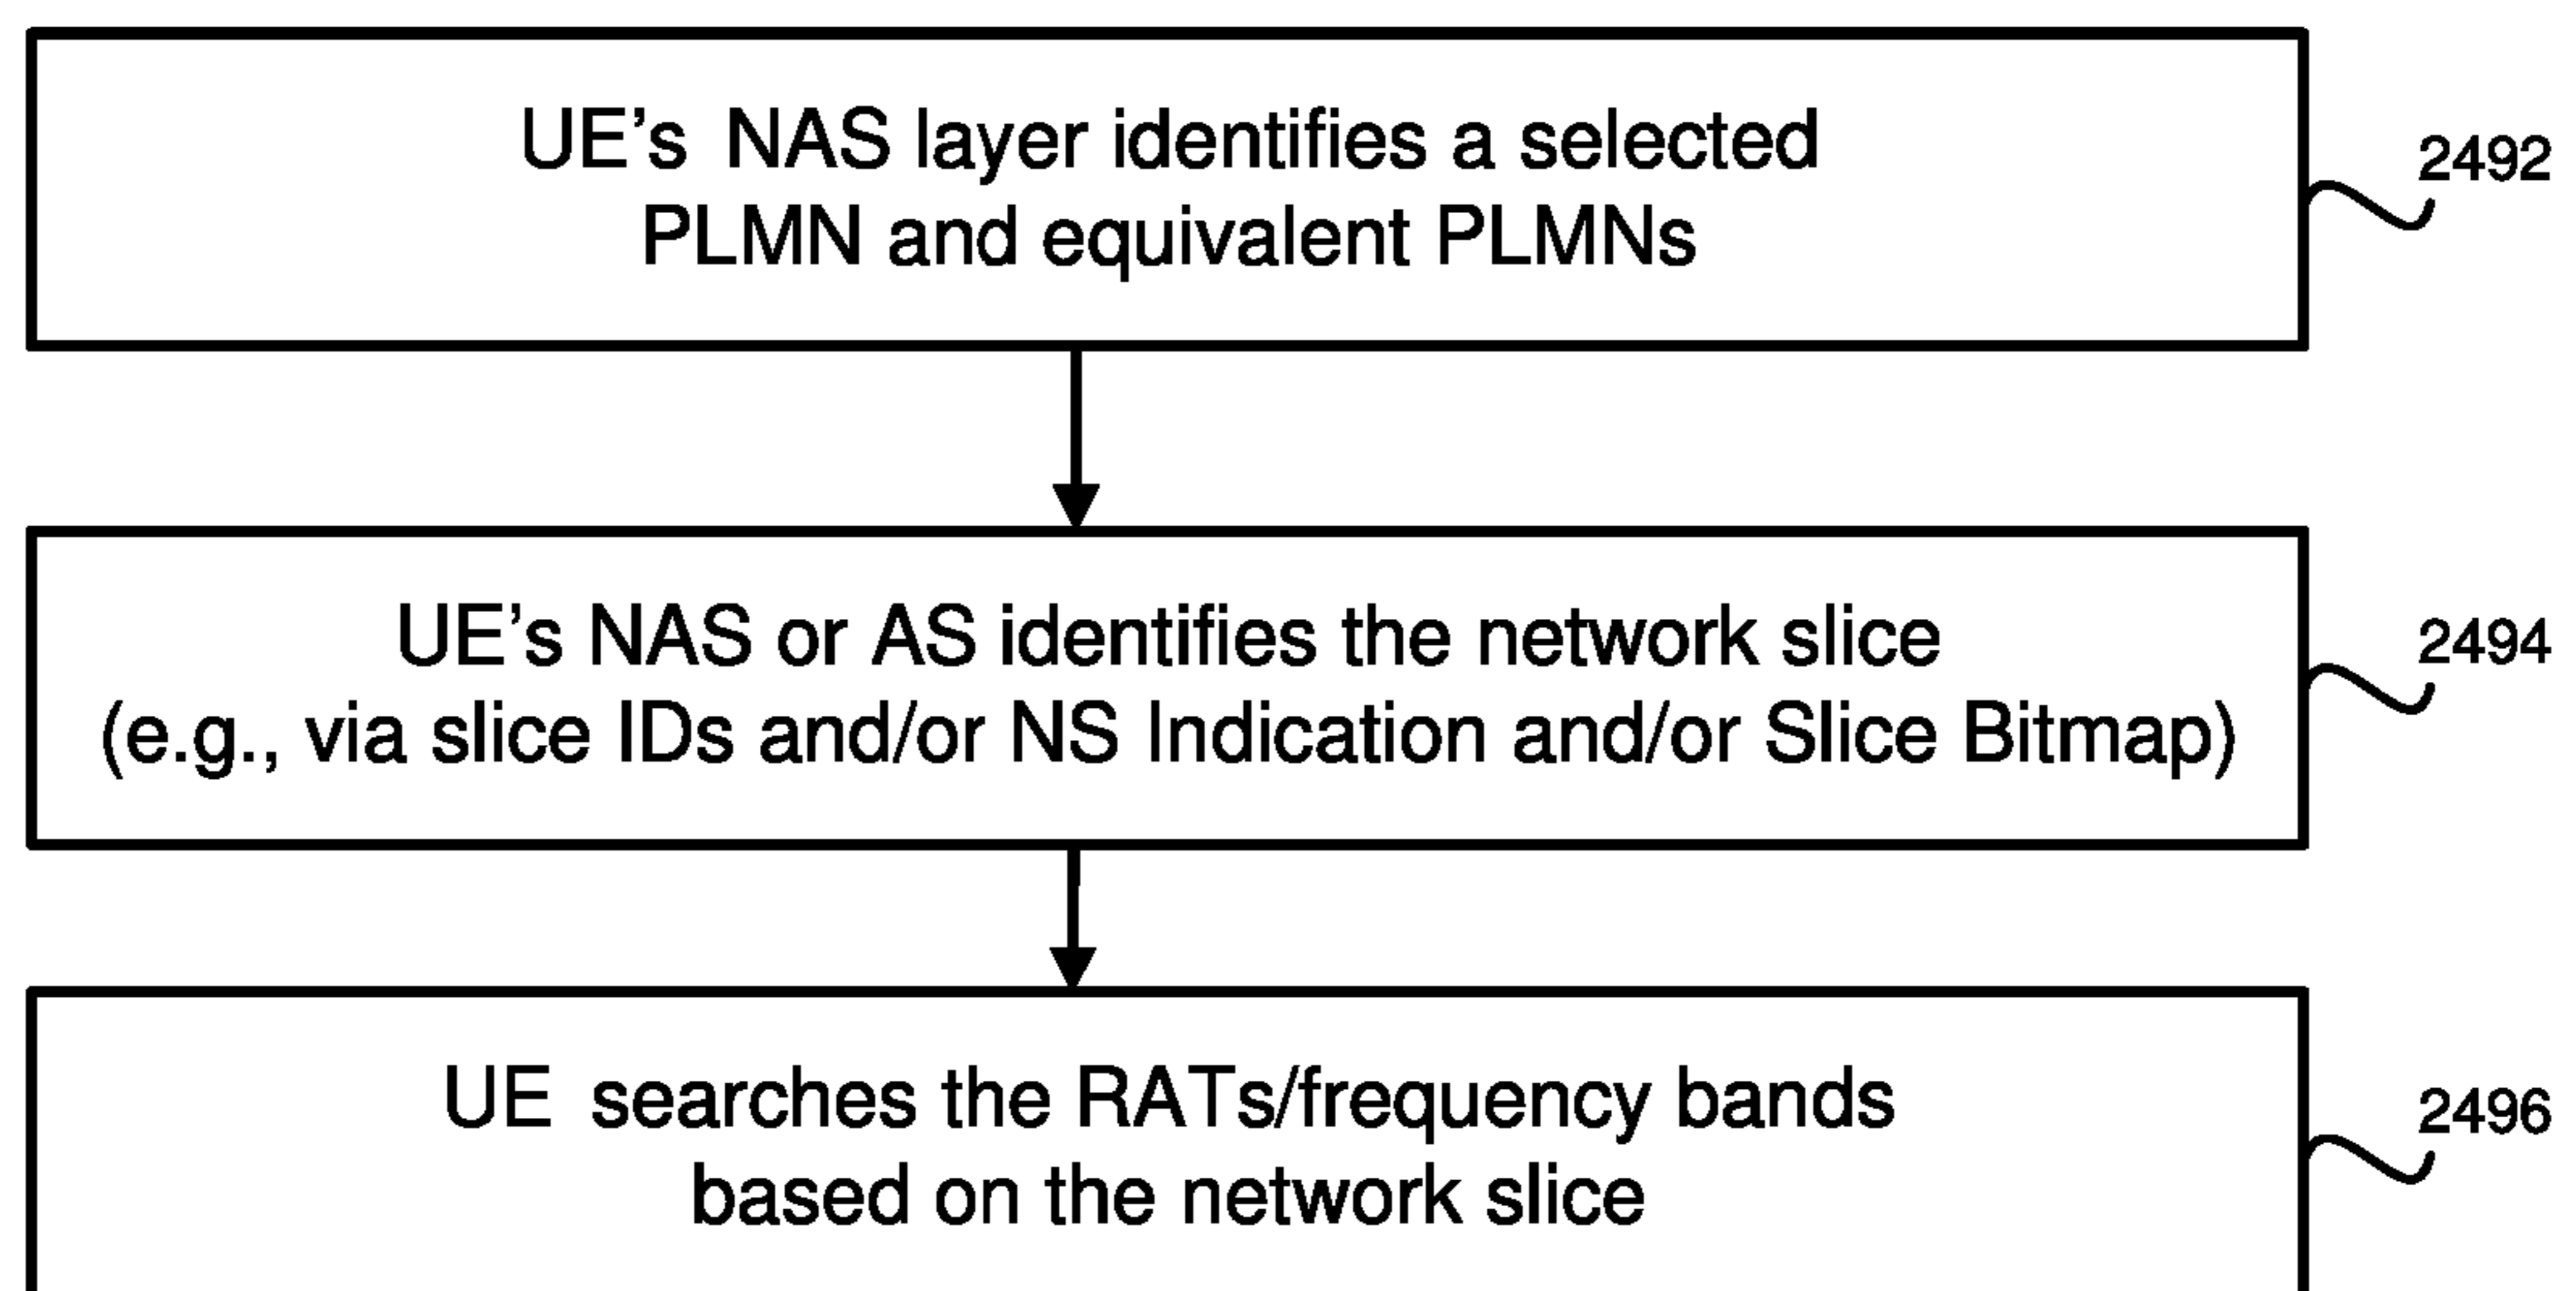 UE's NAS layer identifies a selected
PLMN and equivalent PLMNs
2492
UE's NAS or AS identifies the network slice
(e.g., via slice IDs and/or NS Indication and/or Slice Bitmap)
2494
UE searches the RATs/frequency bands
based on the network slice
2496